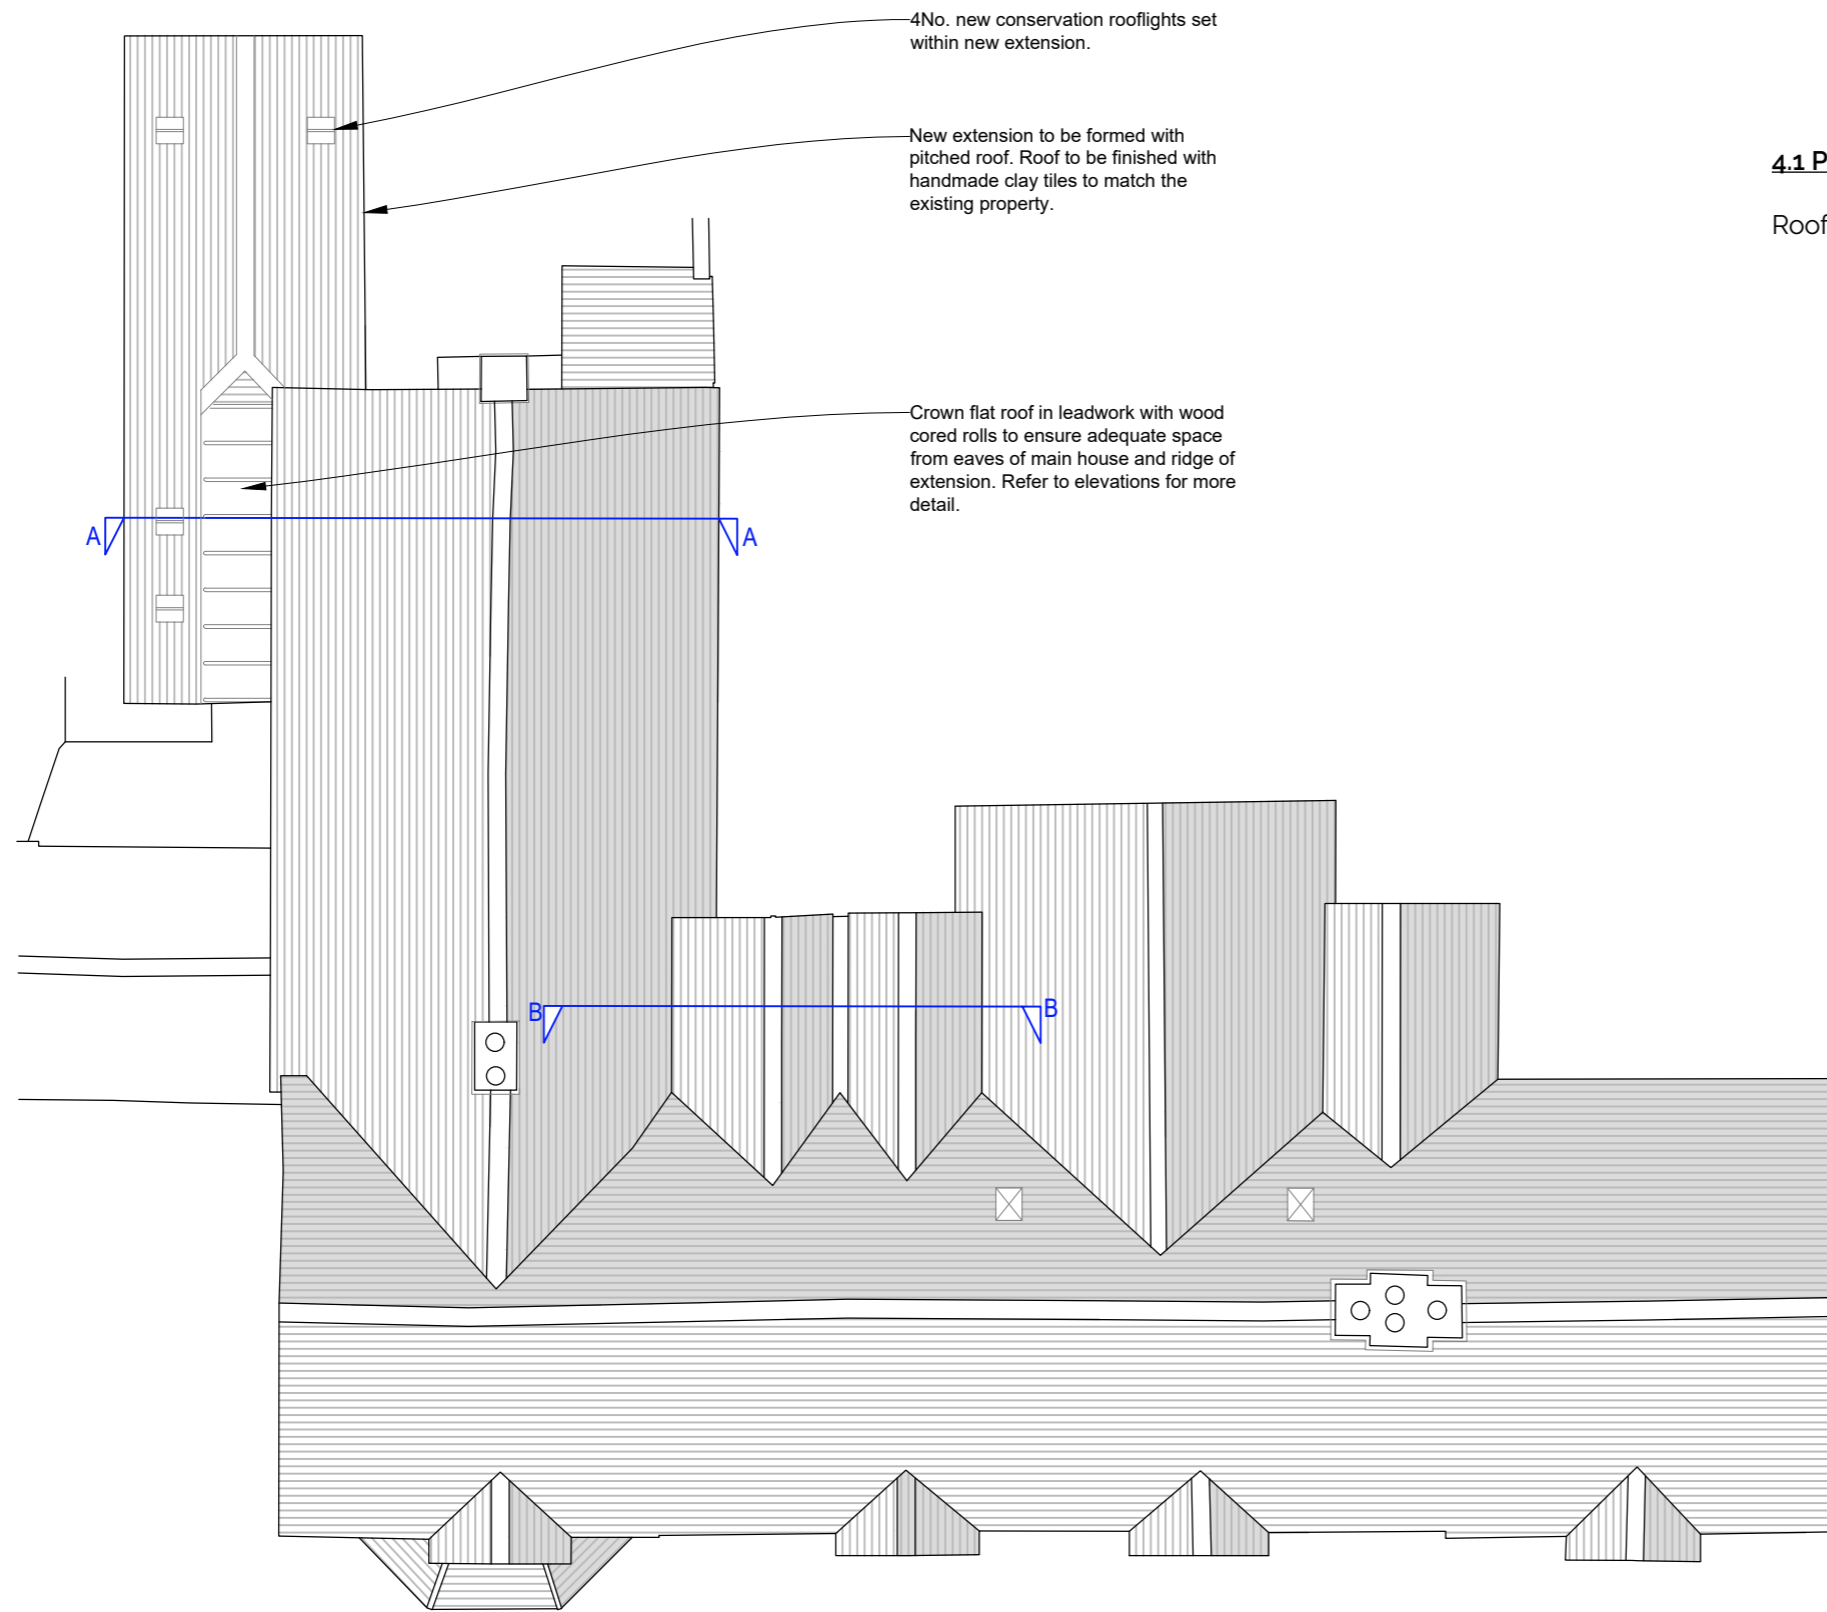 4No. new conservation rooflights set
within new extension.
New extension to be formed with
pitched roof. Roof to be finished with
handmade clay tiles to match the
existing property.
4.1 P
Roof
Crown flat roof in leadwork with wood
cored rolls to ensure adequate space
from eaves of main house and ridge of
extension. Refer to elevations for more
detail.
A
A
B
B